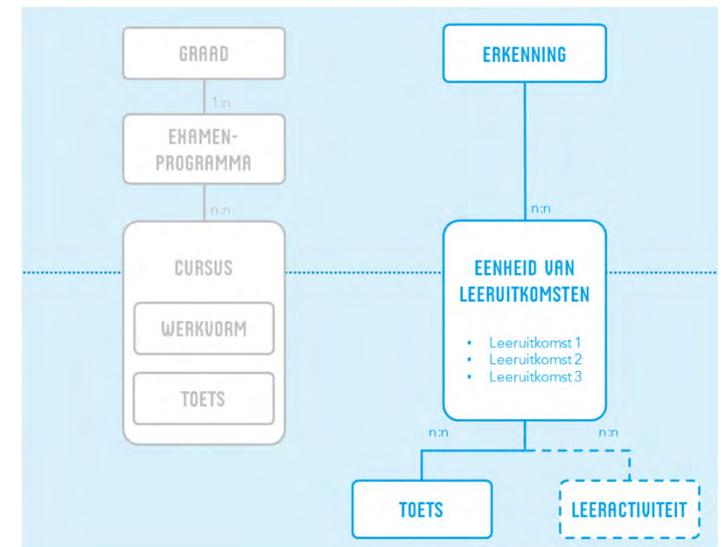 GRAAD
1:n
EXAMEN-
PROGRAMMA
n:n
CURSUS
WERKVORM
TOETS
ERKENNING
n:n
EENHEID VAN
LEERUITKOMSTEN
• Leeruitkomst 1
• Leeruitkomst 2
• Leeruitkomst 3
n:n
n:n
TOETS
LEERACTIVITEIT